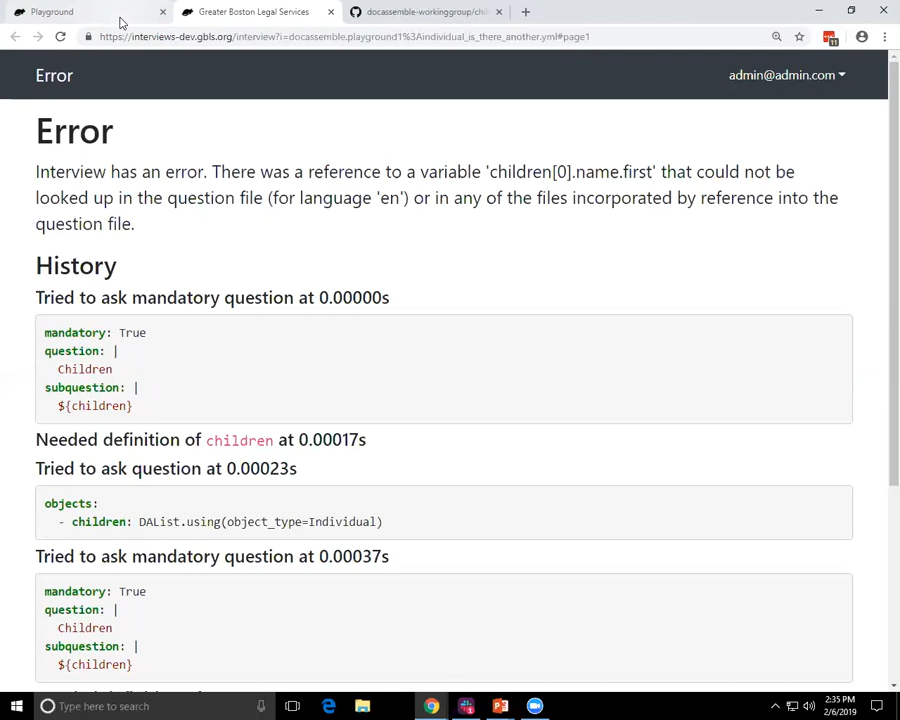 Playground
Greater Boston Legal Services
docassemble-workinggroup/chil
https://interviews-dev.gbls.org/interview?i=docassemble.playground1%3Aindividual_is_there_another.yml#page1
11
Error
admin@admin.com
Error
Interview has an error. There was a reference to a variable 'children[0].name.first' that could not be
looked up in the question file (for language 'en') or in any of the files incorporated by reference into the
question file.
History
Tried to ask mandatory question at 0.00000s
mandatory: True
question: |
Children
subquestion: |
${children}
Needed definition of children at 0.00017s
Tried to ask question at 0.00023s
objects:
- children: DAList.using(object_type=Individual)
Tried to ask mandatory question at 0.00037s
mandatory: True
question: |
Children
subquestion: |
${children}
Type here to search
2:35 PM
2/6/2019